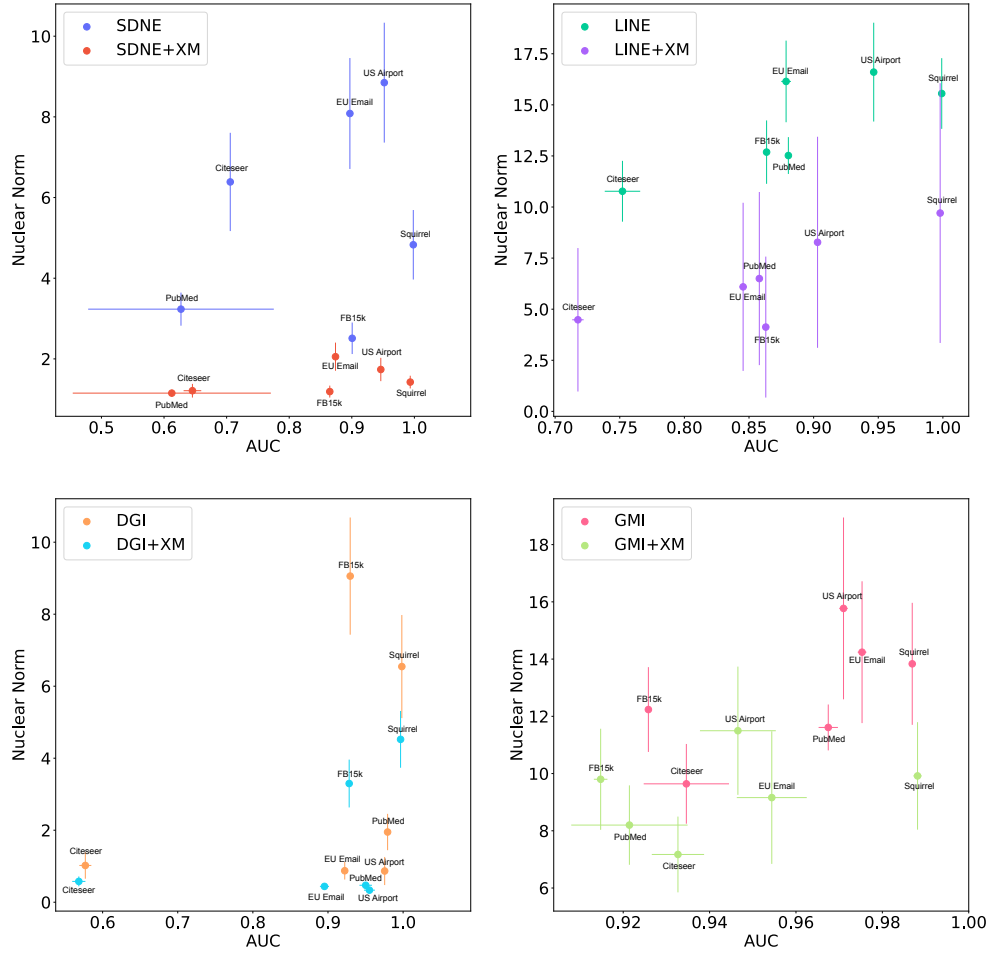 SDNE
SDNE+XM
Nuclear Norm
10
8
6
4
2
US Airport
EU Email
Citeseer
Squirrel
PubMed
FB15k
US Airport
EU Email
Citeseer
Squirrel
PubMed
FB15k
0.5 0.6 0.7 0.8 0.9 1.0
AUC
LINE
LINE+XM
Nuclear Norm
17.5
15.0
12.5
10.0
7.5
5.0
2.5
0.0
EU Email
US Airport
Squirrel
FB15k
PubMed
Citeseer
Squirrel
US Airport
PubMed
EU Email
Citeseer
FB15k
0.70 0.75 0.80 0.85 0.90 0.95 1.00
AUC
DGI
DGI+XM
Nuclear Norm
10
8
6
4
2
0
FB15k
Squirrel
Squirrel
FB15k
PubMed
Citeseer
EU Email
US Airport
Citeseer
PubMed
EU Email
US Airport
0.6 0.7 0.8 0.9 1.0
AUC
GMI
GMI+XM
Nuclear Norm
18
16
14
12
10
8
6
US Airport
EU Email
Squirrel
FB15k
US Airport
PubMed
FB15k
Citeseer
EU Email
Squirrel
PubMed
Citeseer
0.92 0.94 0.96 0.98 1.00
AUC